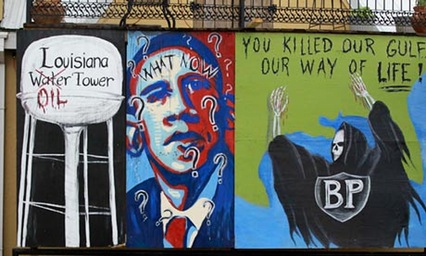 Louisiana
Water Tower
OIL
WHAT NOW
YOU KILLED OUR GULF
OUR WAY OF LIFE!
BP